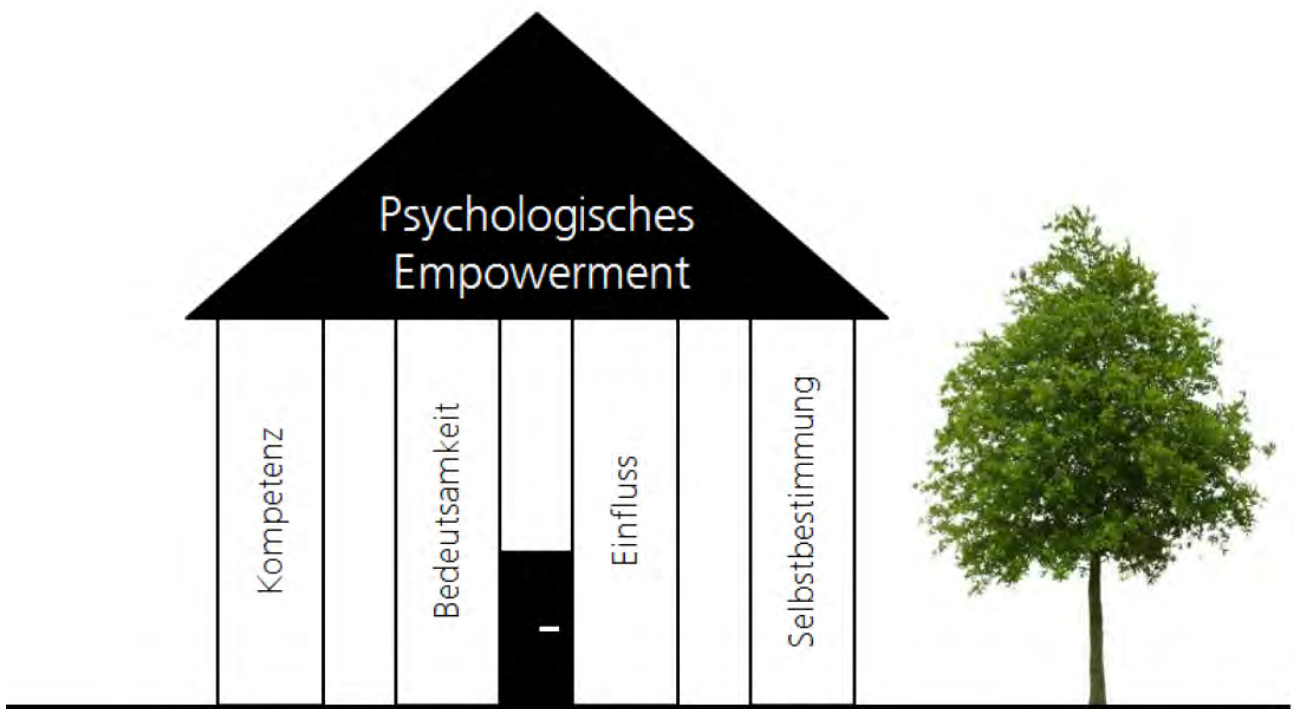 Psychologisches
Empowerment
Kompetenz
Bedeutsamkeit
Einfluss
Selbstbestimmung